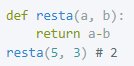 def resta(a, b):
    return a-b
resta(5, 3) # 2